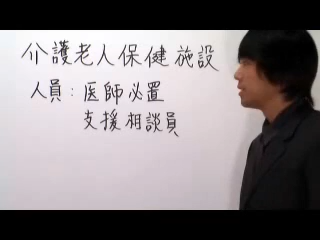 介護老人保健施設
人員：医師必置
支援相談員